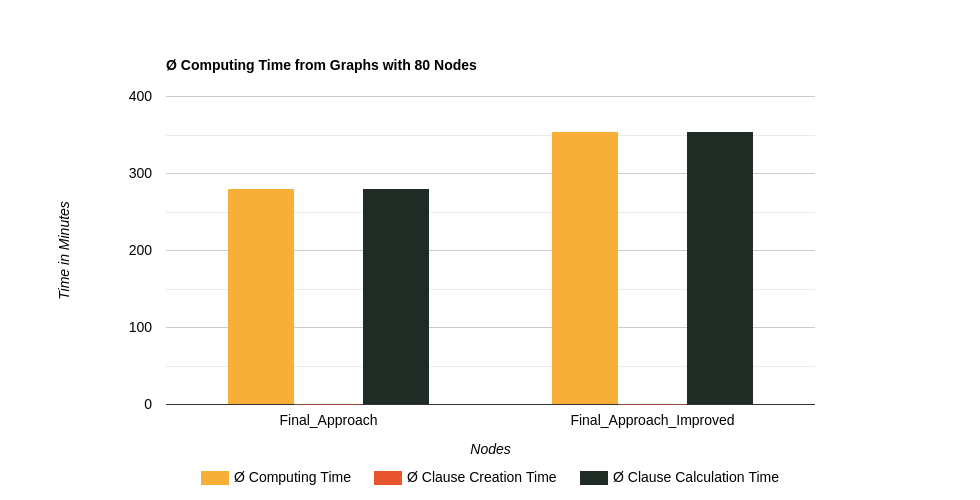 Ø Computing Time from Graphs with 80 Nodes
400
300
200
100
0
Time in Minutes
Final_Approach
Final_Approach_Improved
Nodes
Ø Computing Time
Ø Clause Creation Time
Ø Clause Calculation Time